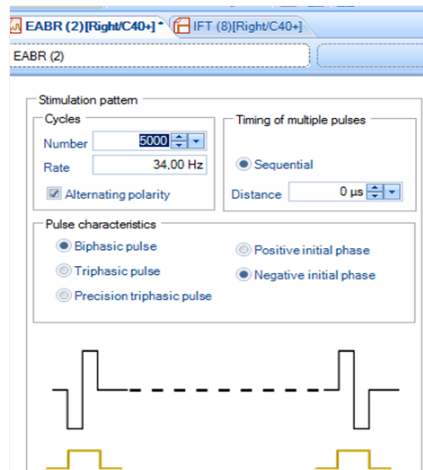 EABR (2)[Right/C40+] * IFT (8)[Right/C40+]
EABR (2)
Stimulation pattern
Cycles
Number 5000
Rate 34,00 Hz
Alternating polarity
Timing of multiple pulses
Sequential
Distance 0 µs
Pulse characteristics
Biphasic pulse
Triphasic pulse
Precision triphasic pulse
Positive initial phase
Negative initial phase